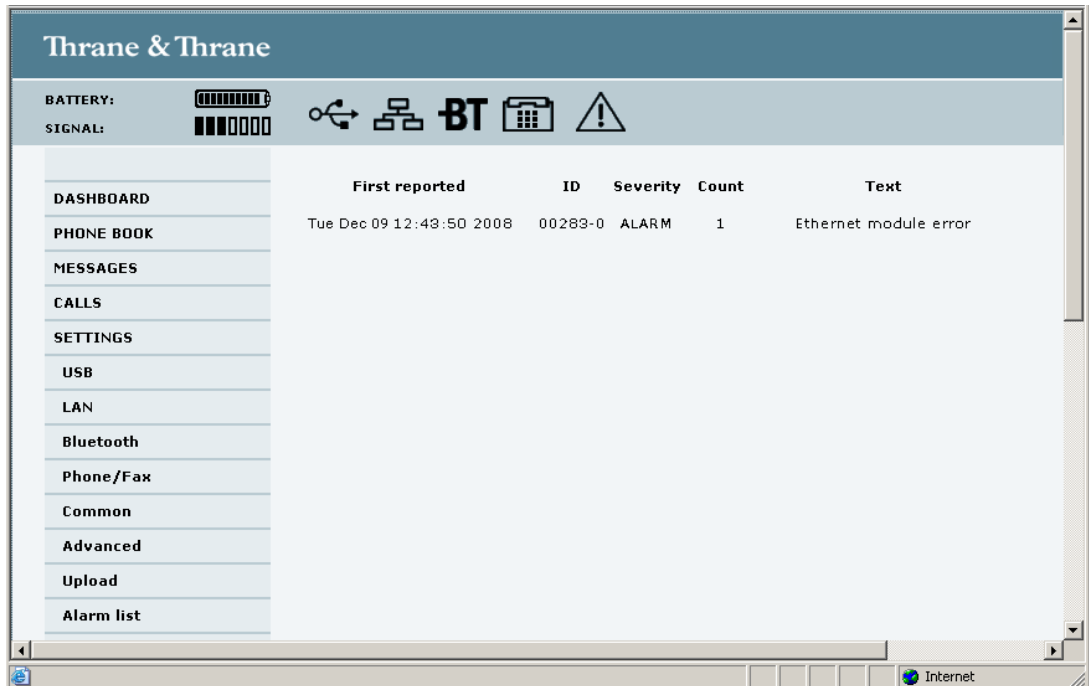 Thrane & Thrane
BATTERY:
SIGNAL:
BT
First reported ID Severity Count Text
Tue Dec 09 12:43:50 2008 00283-0 ALARM 1 Ethernet module error
DASHBOARD
PHONE BOOK
MESSAGES
CALLS
SETTINGS
USB
LAN
Bluetooth
Phone/Fax
Common
Advanced
Upload
Alarm list
Internet